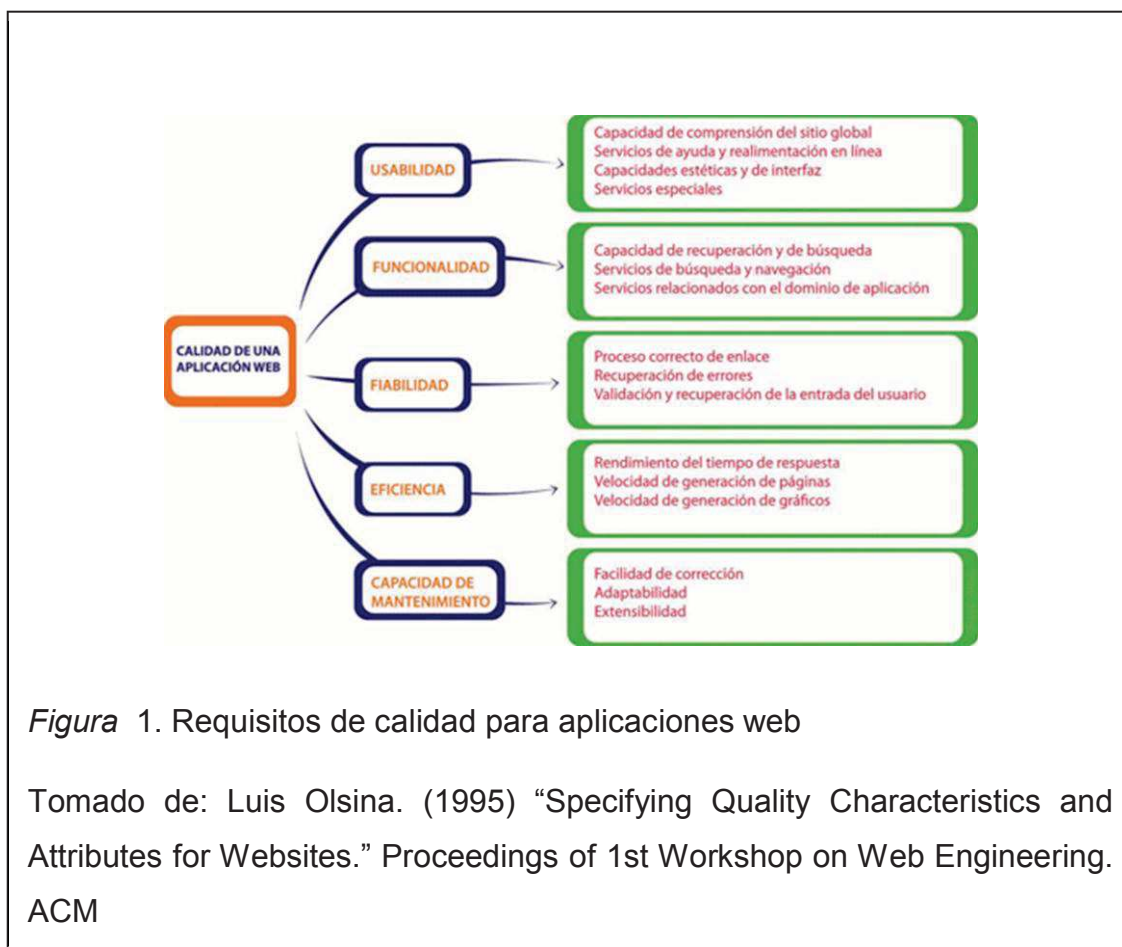 CALIDAD DE UNA
APLICACIÓN WEB
USABILIDAD
Capacidad de comprensión del sitio global
Servicios de ayuda y realimentación en línea
Capacidades estéticas y de interfaz
Servicios especiales
FUNCIONALIDAD
Capacidad de recuperación y de búsqueda
Servicios de búsqueda y navegación
Servicios relacionados con el dominio de aplicación
FIABILIDAD
Proceso correcto de enlace
Recuperación de errores
Validación y recuperación de la entrada del usuario
EFICIENCIA
Rendimiento del tiempo de respuesta
Velocidad de generación de páginas
Velocidad de generación de gráficos
CAPACIDAD DE
MANTENIMIENTO
Facilidad de corrección
Adaptabilidad
Extensibilidad
Figura 1. Requisitos de calidad para aplicaciones web
Tomado de: Luis Olsina. (1995) “Specifying Quality Characteristics and
Attributes for Websites.” Proceedings of 1st Workshop on Web Engineering.
ACM